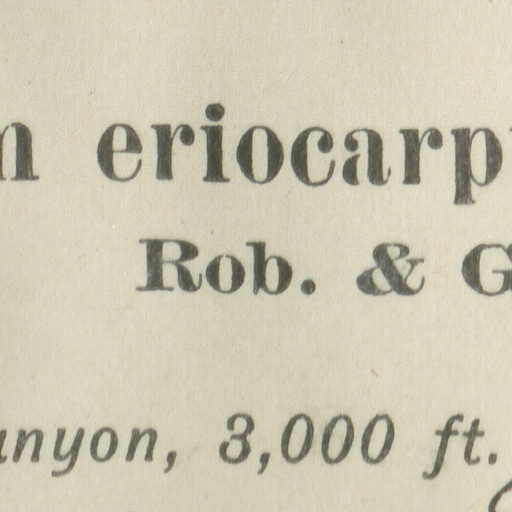 n eriocarp
Rob. & G
anyon, 3,000 ft.